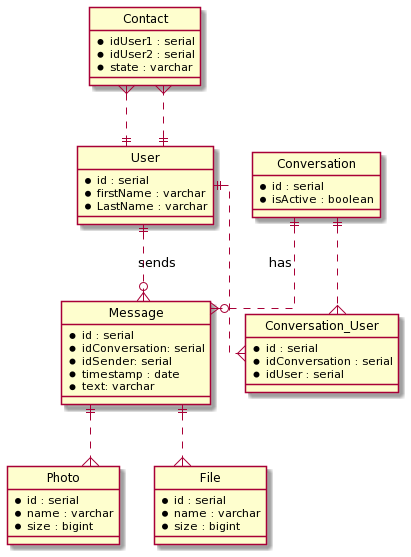 Contact
idUser1 : serial
idUser2 : serial
state : varchar
User
id : serial
firstName : varchar
LastName : varchar
Conversation
id : serial
isActive : boolean
sends
has
Message
id : serial
idConversation: serial
idSender: serial
timestamp : date
text: varchar
Conversation_User
id : serial
idConversation : serial
idUser : serial
Photo
id : serial
name : varchar
size : bigint
File
id : serial
name : varchar
size : bigint